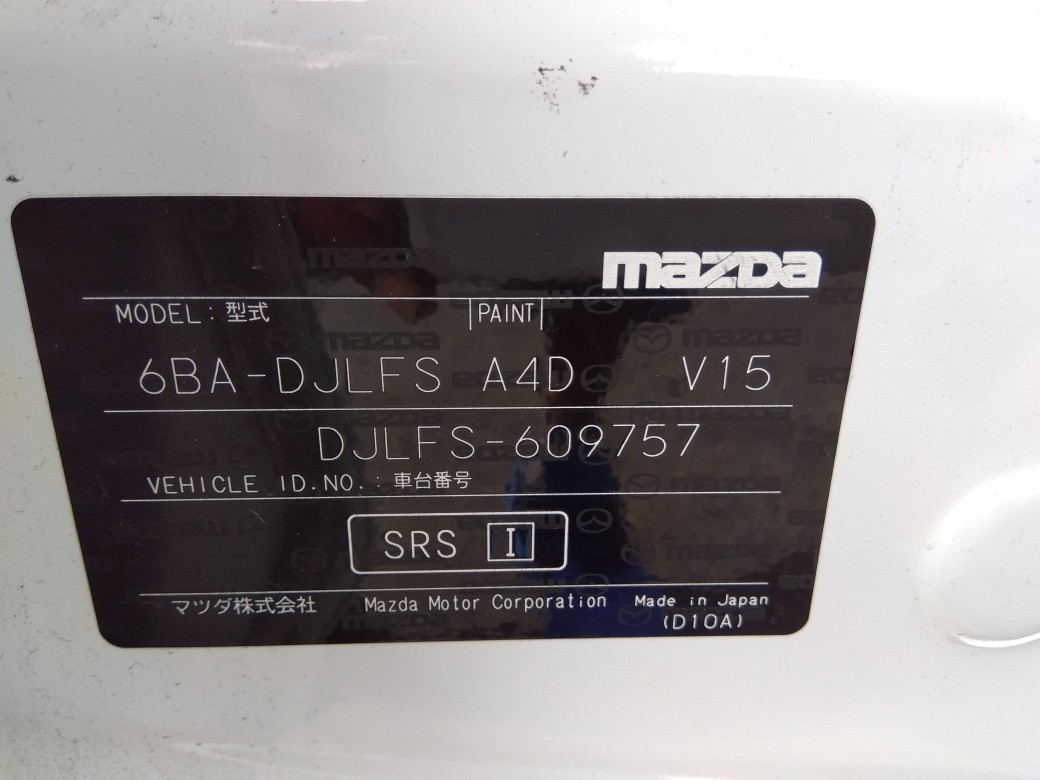 mazda
MODEL: 型式 PAINT
6BA-DJLFS A4D V15
DJLFS-609757
VEHICLE ID.NO.: 車台番号
SRS I
マツダ株式会社 Mazda Motor Corporation Made in Japan
(D10A)